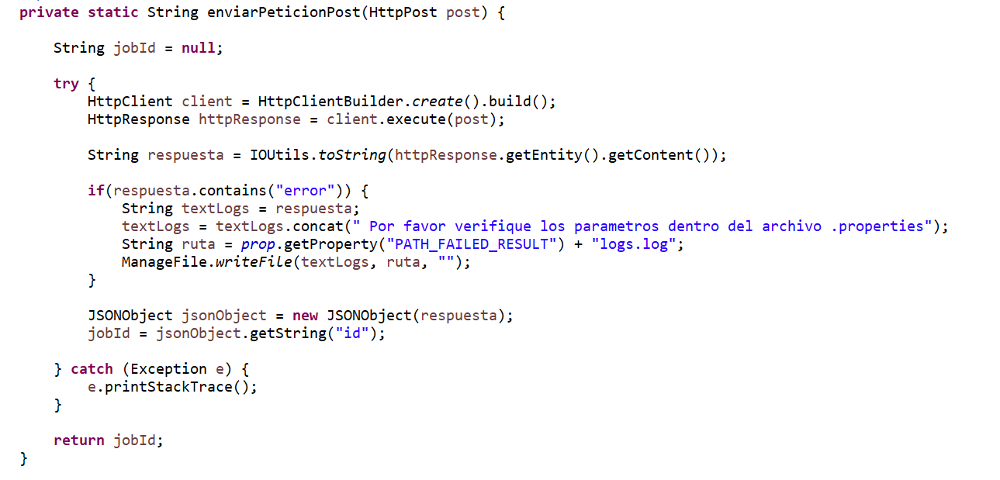 private static String enviarPeticionPost(HttpPost post) {
String jobId = null;
try {
HttpClient client = HttpClientBuilder.create().build();
HttpResponse httpResponse = client.execute(post);
String respuesta = IOUtils.toString(httpResponse.getEntity().getContent());
if(respuesta.contains("error")) {
String textLogs = respuesta;
textLogs = textLogs.concat(" Por favor verifique los parametros dentro del archivo .properties");
String ruta = prop.getProperty("PATH_FAILED_RESULT") + "logs.log";
ManageFile.writeFile(textLogs, ruta, "");
}
JSONObject jsonObject = new JSONObject(respuesta);
jobId = jsonObject.getString("id");
} catch (Exception e) {
e.printStackTrace();
}
return jobId;
}